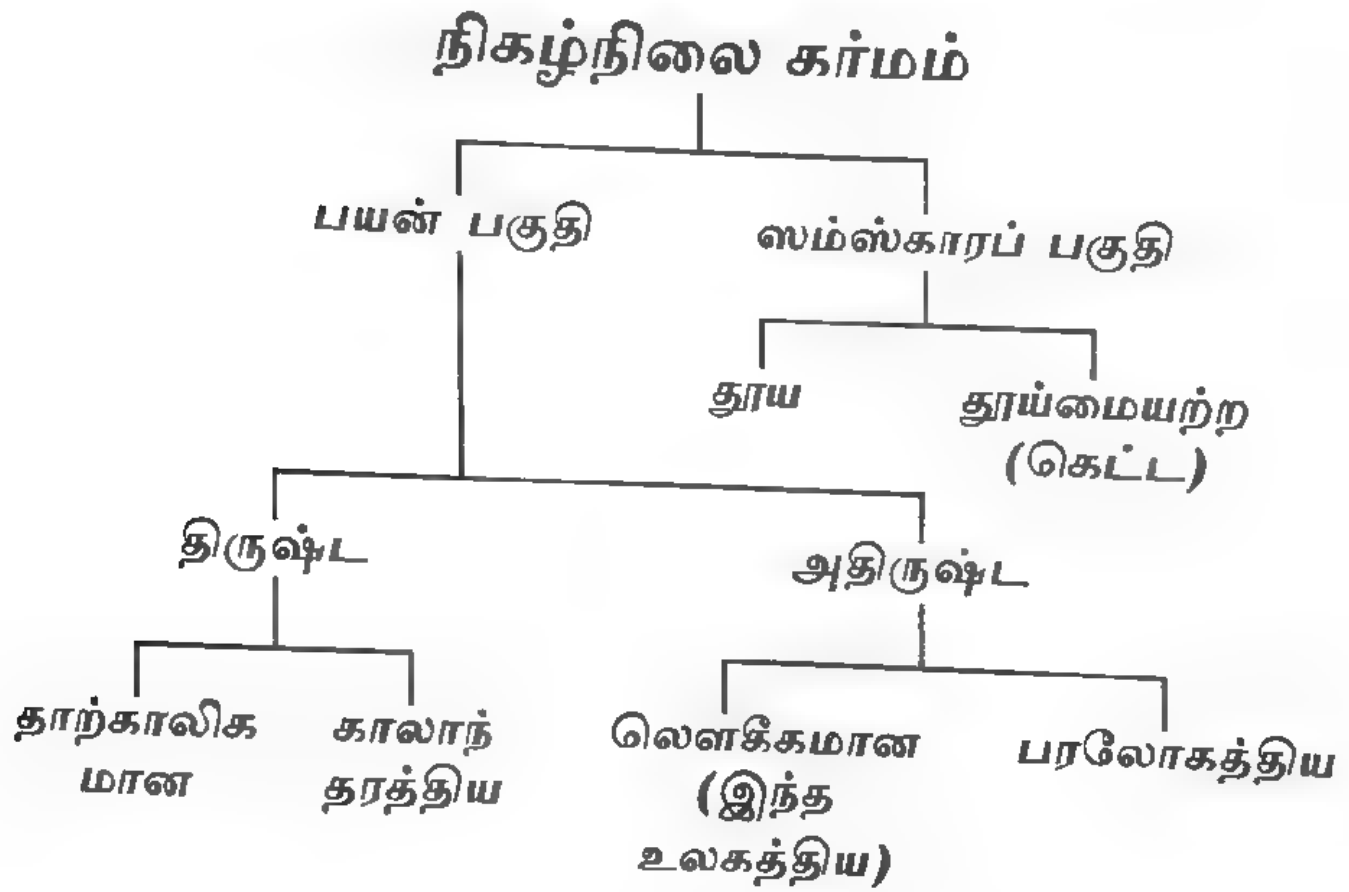 நிகழ்நிலை கர்மம்
பயன் பகுதி
ஸம்ஸ்காரப் பகுதி
தூய
தூய்மையற்ற
(கெட்ட)
திருஷ்ட
அதிருஷ்ட
தாற்காலிக
மான
காலாந்
தரத்திய
லௌகீகமான
(இந்த
உலகத்திய)
பரலோகத்திய